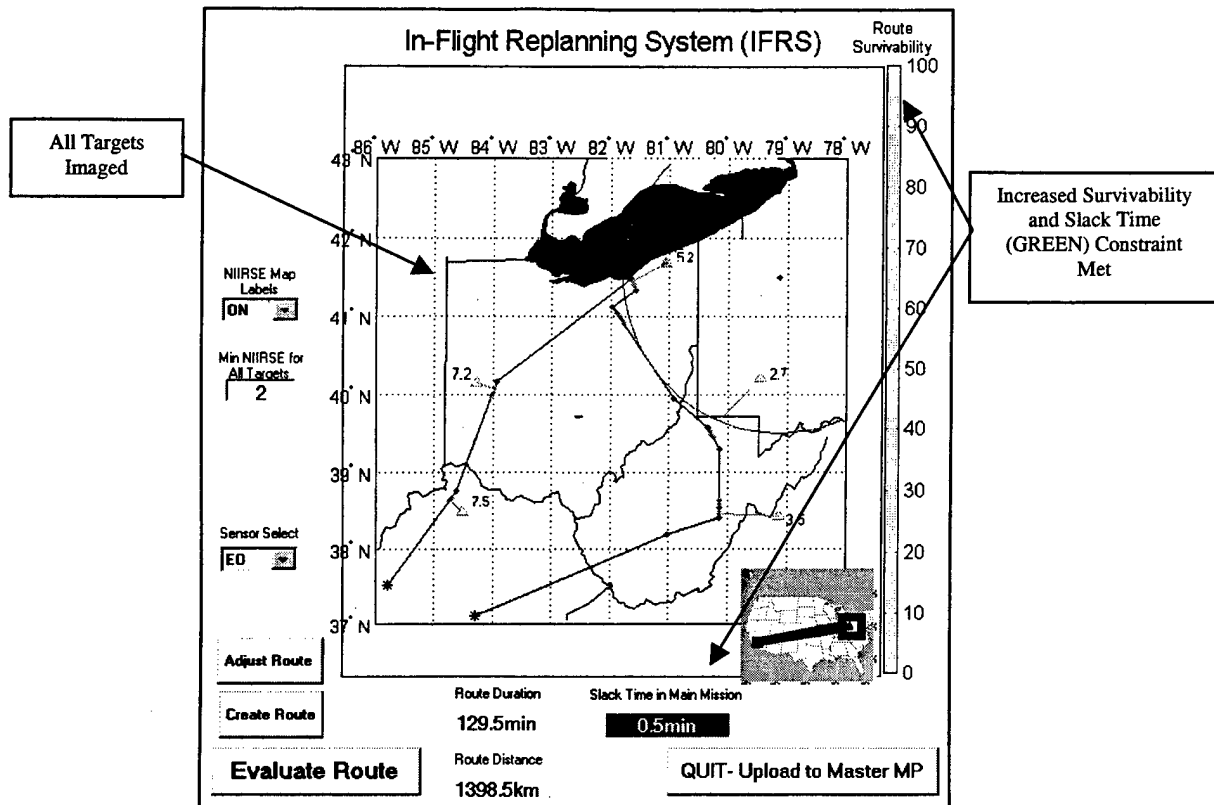 In-Flight Replanning System (IFRS)
Route
Survivability
100
90
80
70
60
50
40
30
20
10
0
All Targets
Imaged
Increased Survivability
and Slack Time
(GREEN) Constraint
Met
86° W 85° W 84° W 83° W 82° W 81° W 80° W 79° W 78° W
43° N
42° N
41° N
40° N
39° N
38° N
37° N
5.2
7.2
2.7
7.5
3.6
NIIRSE Map
Labels
ON
Min NIIRSE for
All Targets
2
Sensor Select
EO
Adjust Route
Create Route
Evaluate Route
Route Duration
129.5min
Route Distance
1398.5km
Slack Time in Main Mission
0.5min
QUIT- Upload to Master MP